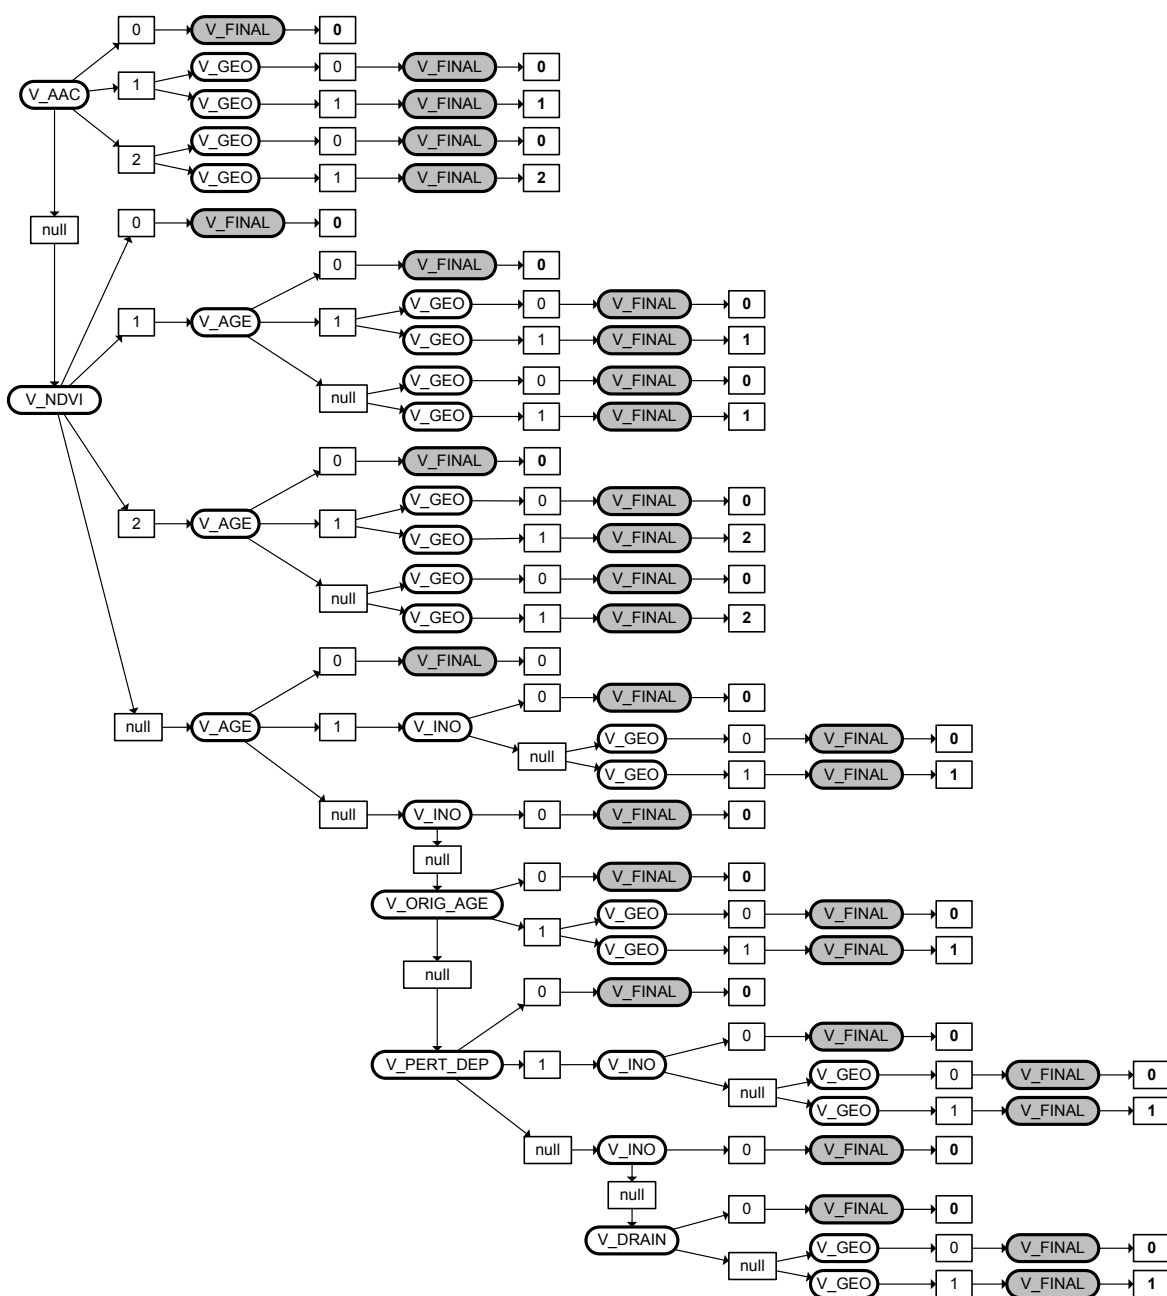 0 V_FINAL 0
V_GEO 0 V_FINAL 0
V_AAC 1
V_GEO 1 V_FINAL 1
V_GEO 0 V_FINAL 0
2
V_GEO 1 V_FINAL 2
null 0 V_FINAL 0
0 V_FINAL 0
V_GEO 0 V_FINAL 0
1 V_AGE 1
V_GEO 1 V_FINAL 1
V_GEO 0 V_FINAL 0
V_NDVI null
V_GEO 1 V_FINAL 1
0 V_FINAL 0
V_GEO 0 V_FINAL 0
2 V_AGE 1
V_GEO 1 V_FINAL 2
V_GEO 0 V_FINAL 0
null
V_GEO 1 V_FINAL 2
0 V_FINAL 0
0 V_FINAL 0
null V_AGE 1 V_INO
V_GEO 0 V_FINAL 0
null
V_GEO 1 V_FINAL 1
null V_INO 0 V_FINAL 0
null
0 V_FINAL 0
V_ORIG_AGE
V_GEO 0 V_FINAL 0
1
V_GEO 1 V_FINAL 1
null
0 V_FINAL 0
0 V_FINAL 0
V_PERT_DEP 1 V_INO
V_GEO 0 V_FINAL 0
null
V_GEO 1 V_FINAL 1
null V_INO 0 V_FINAL 0
null
0 V_FINAL 0
V_DRAIN
V_GEO 0 V_FINAL 0
null
V_GEO 1 V_FINAL 1